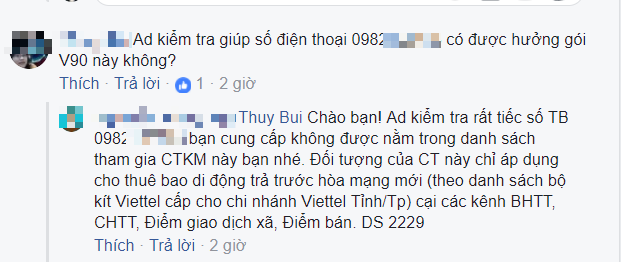 Ad kiểm tra giúp số điện thoại 0982 có được hưởng gói
V90 này không?
Thích · Trả lời · 1 · 2 giờ
Thuy Bui Chào bạn! Ad kiểm tra rất tiếc số TB
0982 bạn cung cấp không được nằm trong danh sách
tham gia CTKM này bạn nhé. Đối tượng của CT này chỉ áp dụng
cho thuê bao di động trả trước hòa mạng mới (theo danh sách bộ
kít Viettel cấp cho chi nhánh Viettel Tỉnh/Tp) cại các kênh BHTT,
CHTT, Điểm giao dịch xã, Điểm bán. DS 2229
Thích · Trả lời · 2 giờ